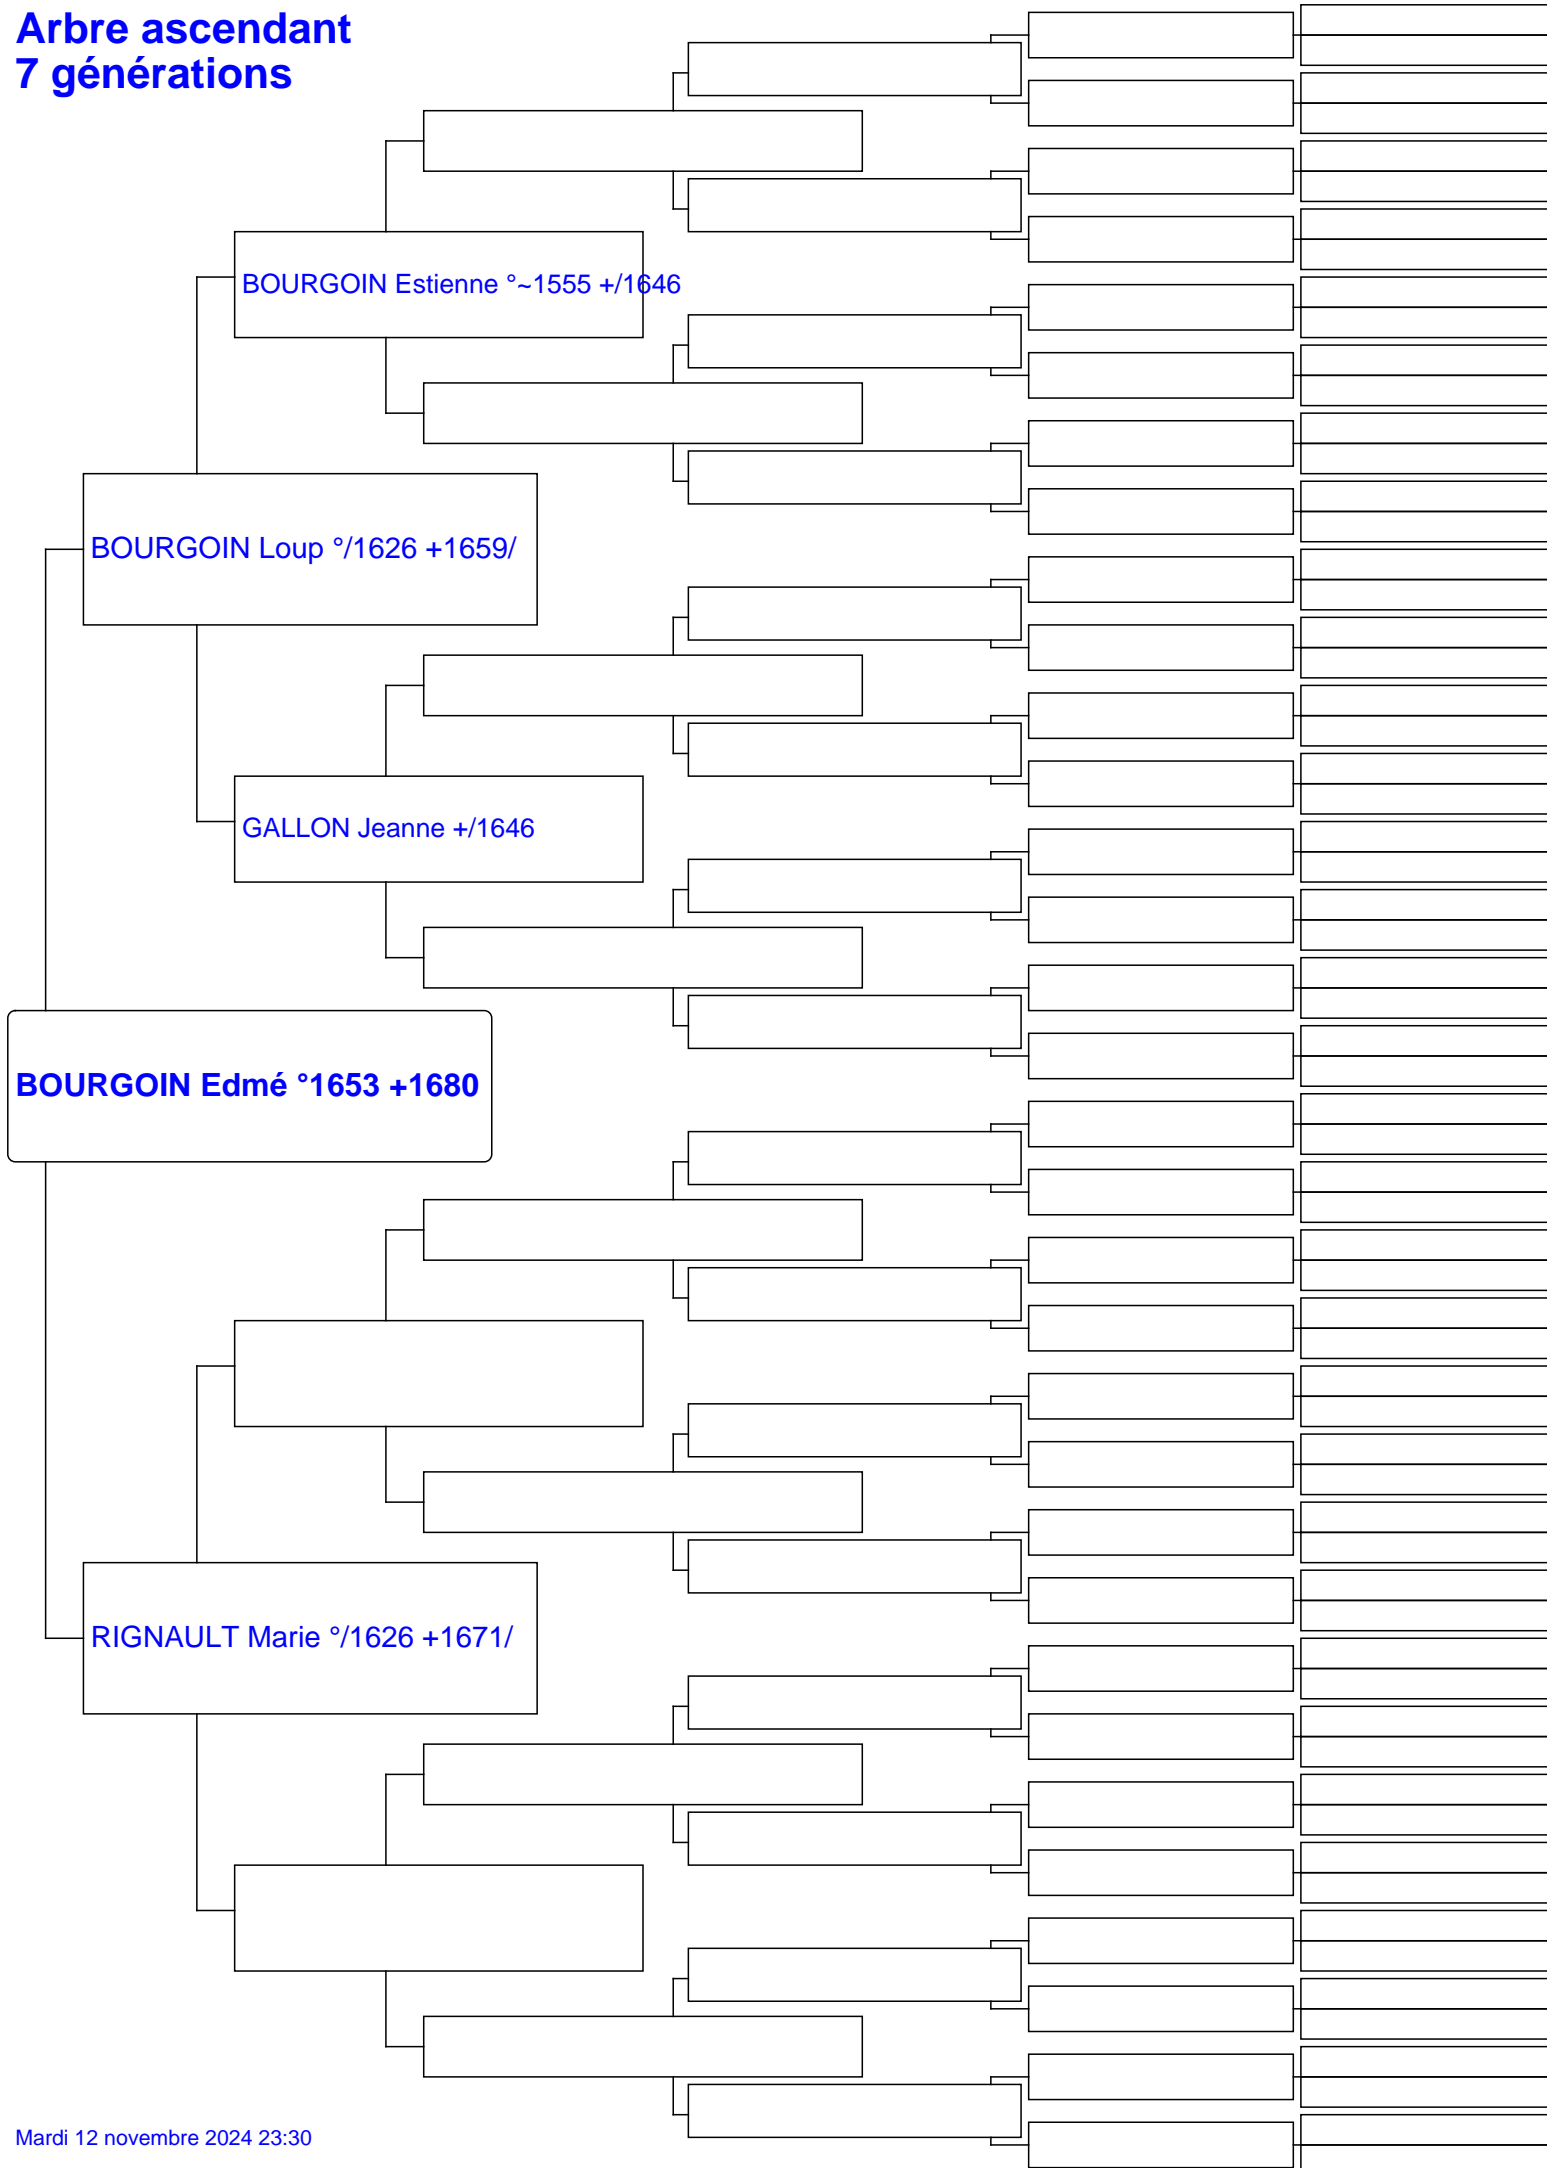 Arbre ascendant
7 générations
BOURGOIN Estienne °~1555 +/1646
BOURGOIN Loup °/1626 +1659/
GALLON Jeanne +/1646
BOURGOIN Edmé °1653 +1680
RIGNAULT Marie °/1626 +1671/
Mardi 12 novembre 2024 23:30